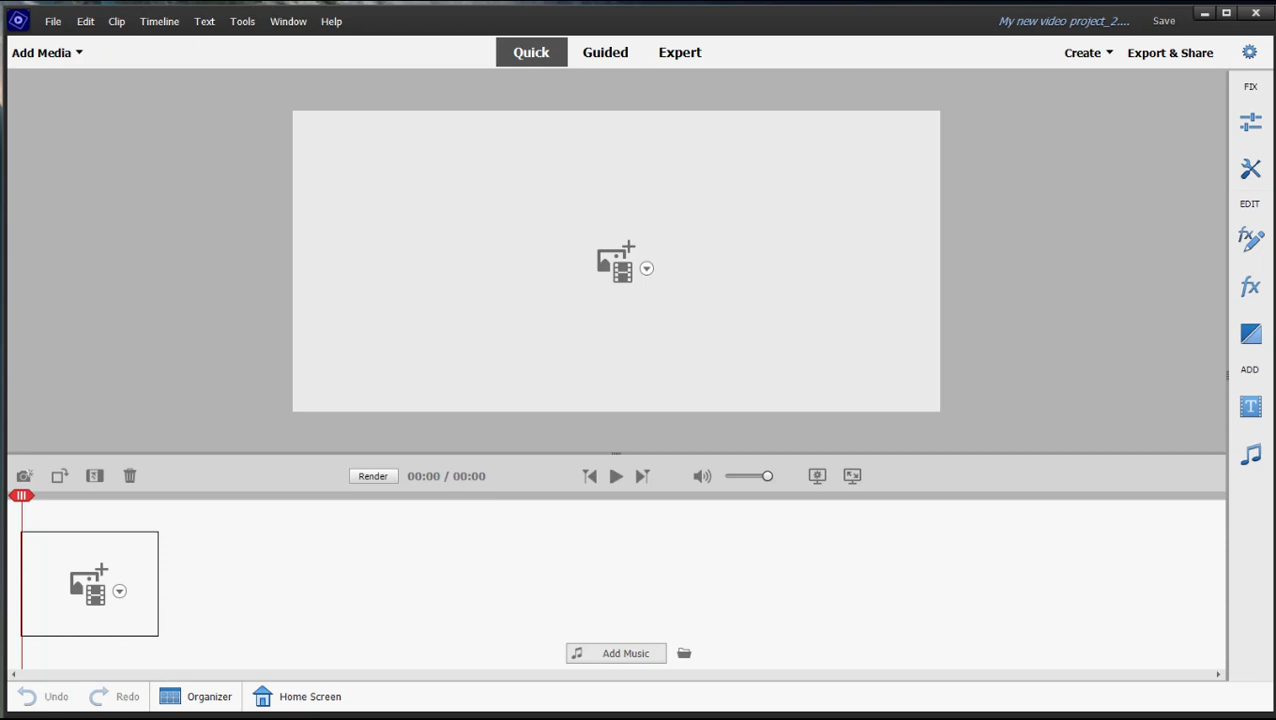 File Edit Clip Timeline Text Tools Window Help My new video project_2.... Save
Add Media Quick Guided Expert Create Export & Share
FIX
EDIT
ADD
Render 00:00 / 00:00
Add Music
Undo Redo Organizer Home Screen